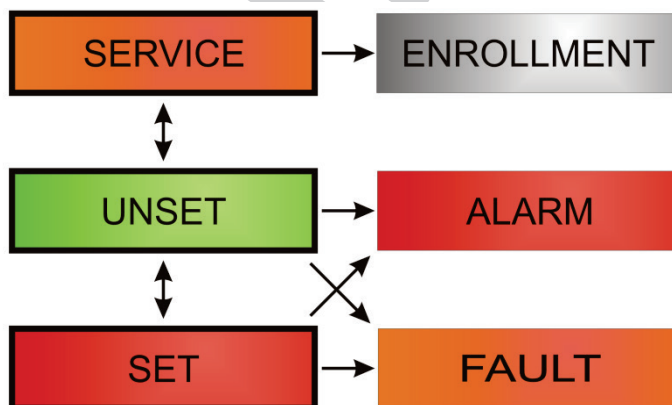 SERVICE
ENROLLMENT
UNSET
ALARM
SET
FAULT